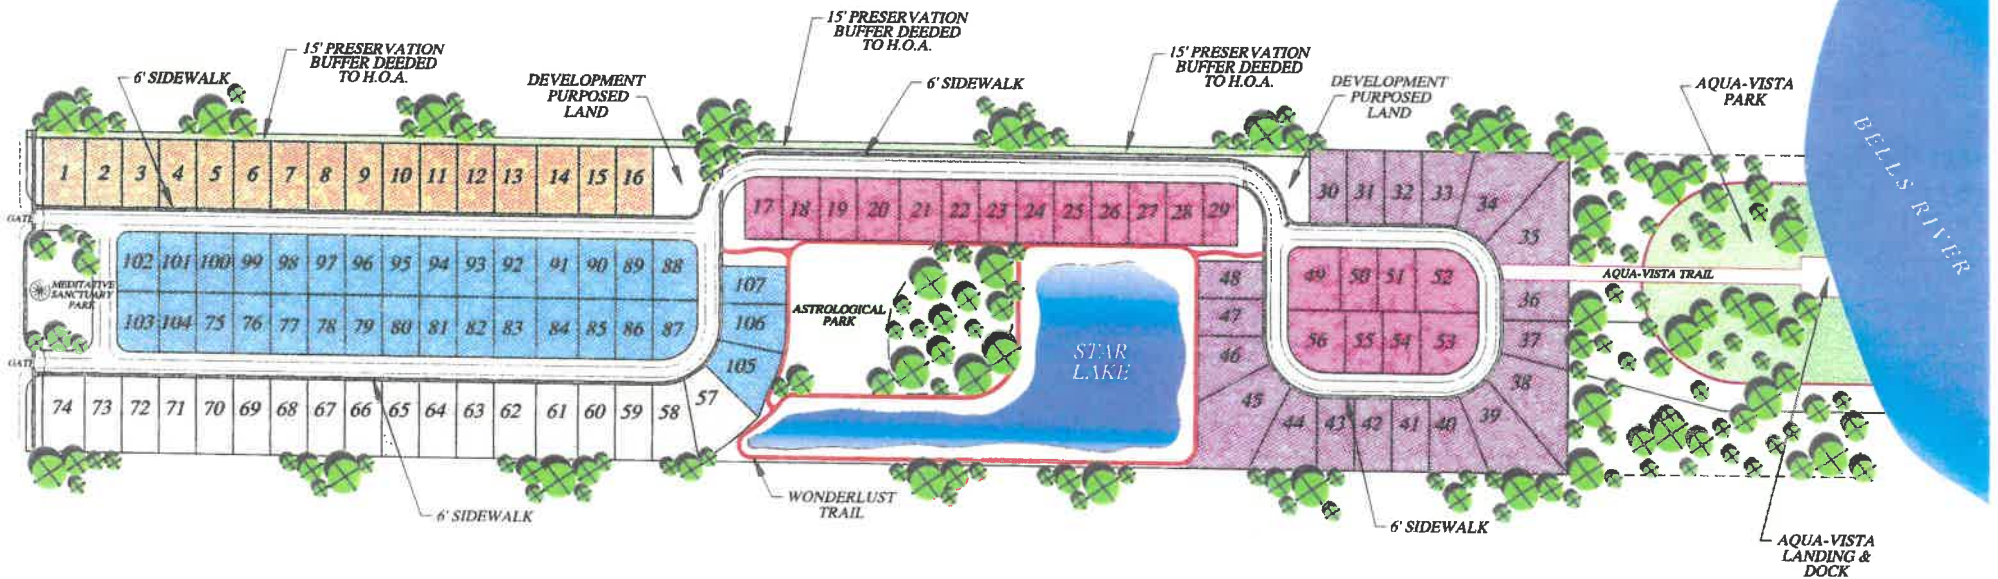 15' PRESERVATION
BUFFER DEEDED
TO H.O.A.
15' PRESERVATION
BUFFER DEEDED
TO H.O.A.
15' PRESERVATION
BUFFER DEEDED
TO H.O.A.
6' SIDEWALK
DEVELOPMENT
PURPOSED
LAND
6' SIDEWALK
DEVELOPMENT
PURPOSED
LAND
AQUA-VISTA
PARK
BELLS RIVER
1 2 3 4 5 6 7 8 9 10 11 12 13 14 15 16
17 18 19 20 21 22 23 24 25 26 27 28 29
30 31 32 33 34
35
GATE
102 101 100 99 98 97 96 95 94 93 92 91 90 89 88
103 104 75 76 77 78 79 80 81 82 83 84 85 86 87
MEDITATIVE
SANCTUARY
PARK
GATE
107
106
105
ASTROLOGICAL
PARK
STAR
LAKE
48
47
46
45
49 50 51 52
56 55 54 53
AQUA-VISTA TRAIL
36
37
38
39
44 43 42 41 40
74 73 72 71 70 69 68 67 66 65 64 63 62 61 60 59 58 57
6' SIDEWALK
WONDERLUST
TRAIL
6' SIDEWALK
AQUA-VISTA
LANDING &
DOCK